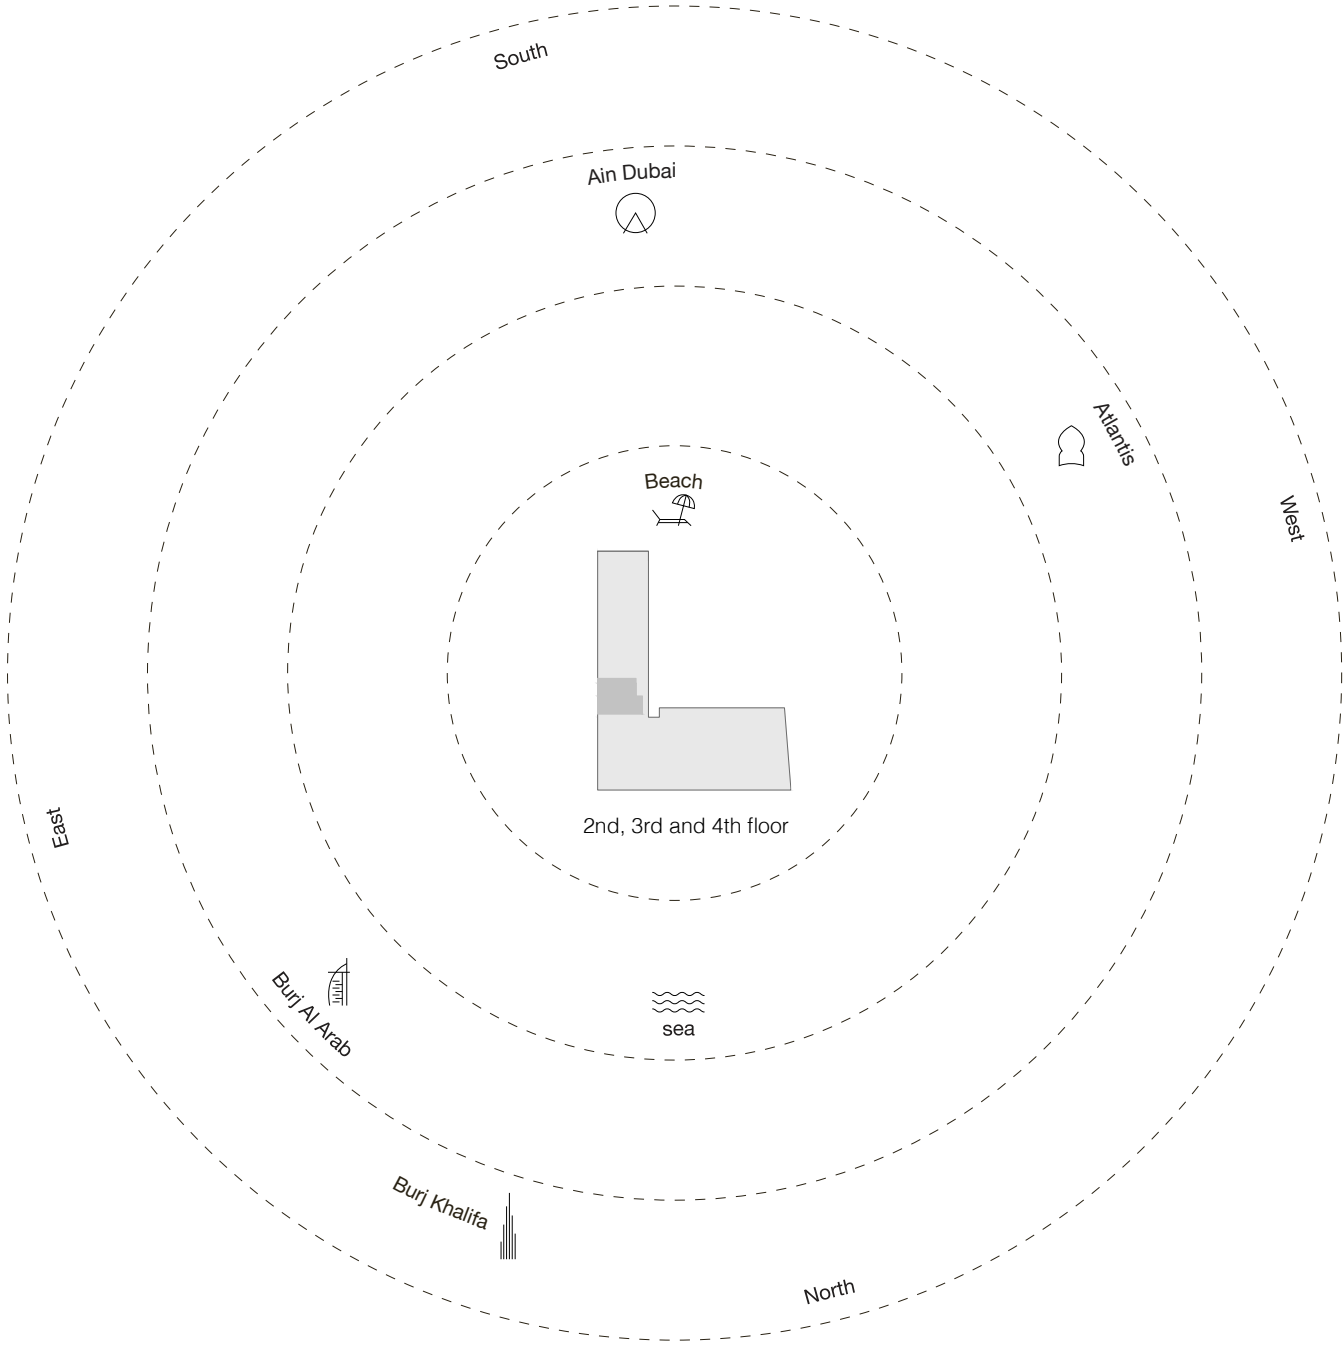 South
Ain Dubai
Atlantis
Beach
West
2nd, 3rd and 4th floor
East
Burj Al Arab
sea
Burj Khalifa
North